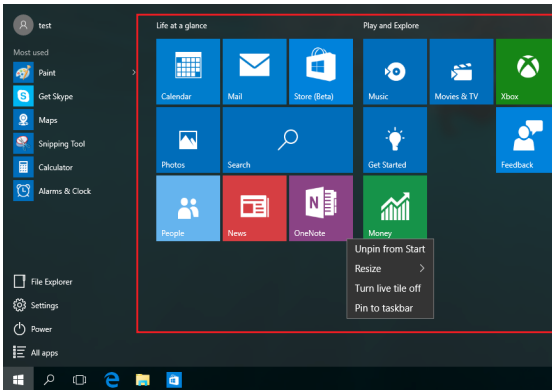 test
Most used
Paint
Get Skype
Maps
Snipping Tool
Calculator
Alarms & Clock
File Explorer
Settings
Power
All apps
Life at a glance
Calendar
Mail
Store (Beta)
Photos
Search
People
News
OneNote
Play and Explore
Music
Movies & TV
Xbox
Get Started
Feedback
Money
Unpin from Start
Resize
Turn live tile off
Pin to taskbar